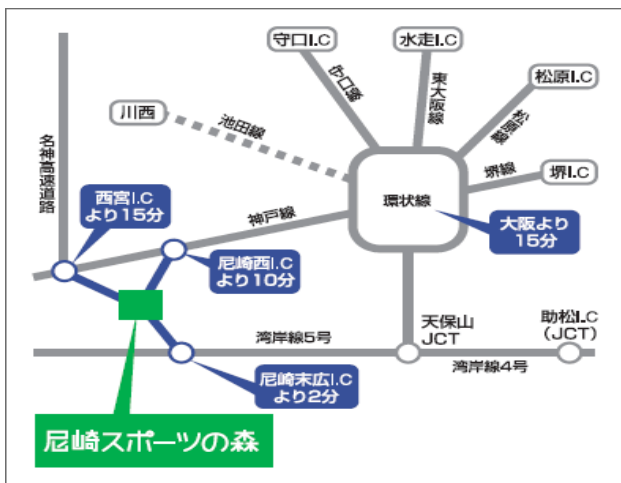 守口I.C
水走I.C
松原I.C
川西
守口線
東大阪線
松原線
池田線
堺線
堺I.C
名神高速道路
西宮I.C
より15分
神戸線
環状線
大阪より
15分
尼崎西I.C
より10分
天保山
JCT
助松I.C
(JCT)
湾岸線5号
湾岸線4号
尼崎末広I.C
より2分
尼崎スポーツの森